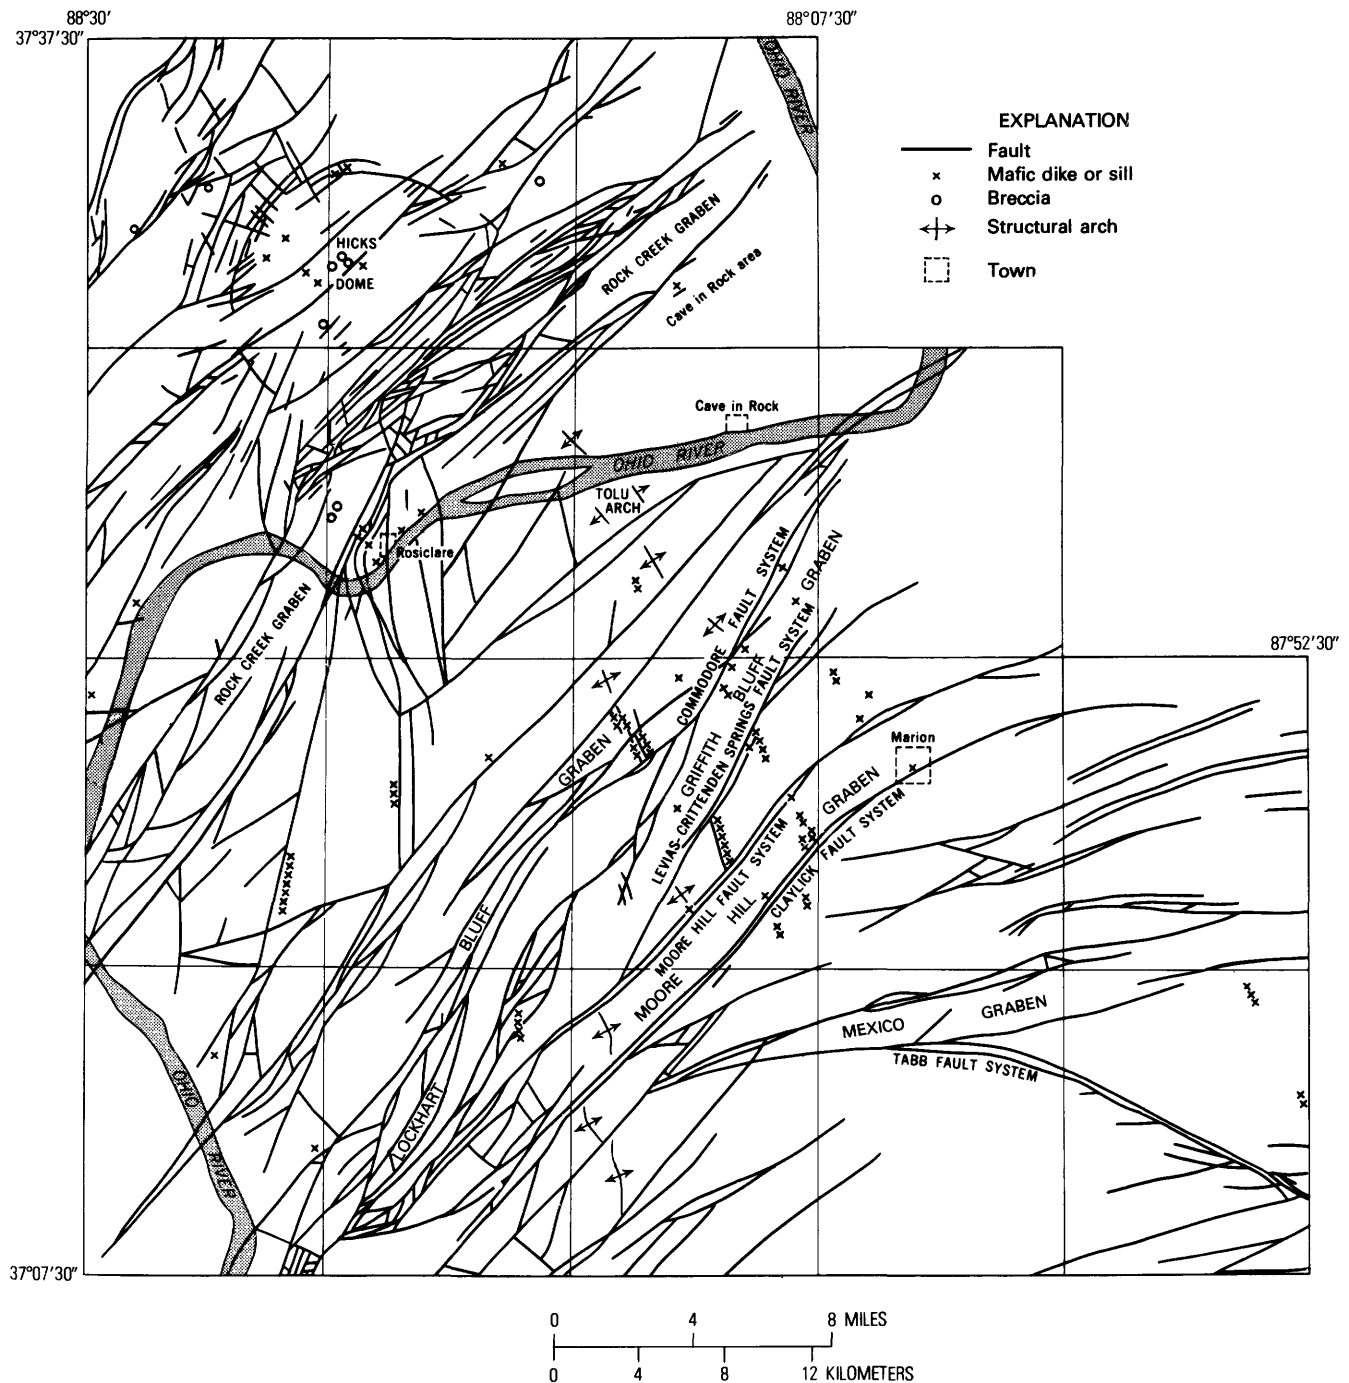 88°30′
88°07′30″
37°37′30″
OHIO RIVER
EXPLANATION
Fault
Mafic dike or sill
Breccia
Structural arch
Town
HICKS
DOME
ROCK CREEK GRABEN
Cave in Rock area
Cave in Rock
OHIO RIVER
TOLU
ARCH
Rosiclare
ROCK CREEK GRABEN
COMMODORE FAULT SYSTEM
GRIFFITH BLUFF GRABEN
LEVIAS-CRITTENDEN SPRINGS FAULT SYSTEM
87°52′30″
Marion
LOCKHART BLUFF GRABEN
MOORE HILL FAULT SYSTEM
MOORE HILL GRABEN
CLAYLICK FAULT SYSTEM
MEXICO GRABEN
TABB FAULT SYSTEM
OHIO RIVER
37°07′30″
0 4 8 MILES
0 4 8 12 KILOMETERS